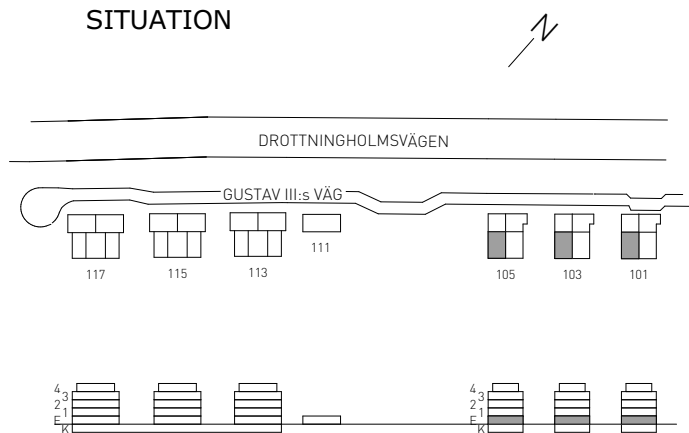 SITUATION
N
DROTTNINGHOLMSVÄGEN
GUSTAV III:s VÄG
117 115 113 111 105 103 101
4 4
3 3
2 2
1 1
E E
K K